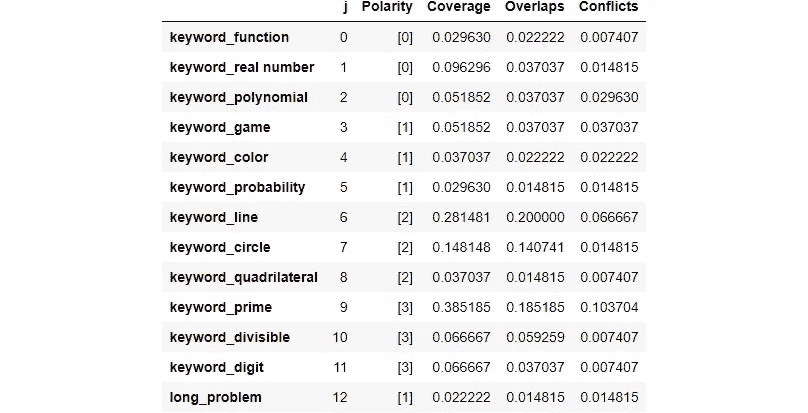 j Polarity Coverage Overlaps Conflicts
keyword_function 0 [0] 0.029630 0.022222 0.007407
keyword_real number 1 [0] 0.096296 0.037037 0.014815
keyword_polynomial 2 [0] 0.051852 0.037037 0.029630
keyword_game 3 [1] 0.051852 0.037037 0.037037
keyword_color 4 [1] 0.037037 0.022222 0.022222
keyword_probability 5 [1] 0.029630 0.014815 0.014815
keyword_line 6 [2] 0.281481 0.200000 0.066667
keyword_circle 7 [2] 0.148148 0.140741 0.014815
keyword_quadrilateral 8 [2] 0.037037 0.014815 0.007407
keyword_prime 9 [3] 0.385185 0.185185 0.103704
keyword_divisible 10 [3] 0.066667 0.059259 0.007407
keyword_digit 11 [3] 0.066667 0.037037 0.007407
long_problem 12 [1] 0.022222 0.014815 0.014815